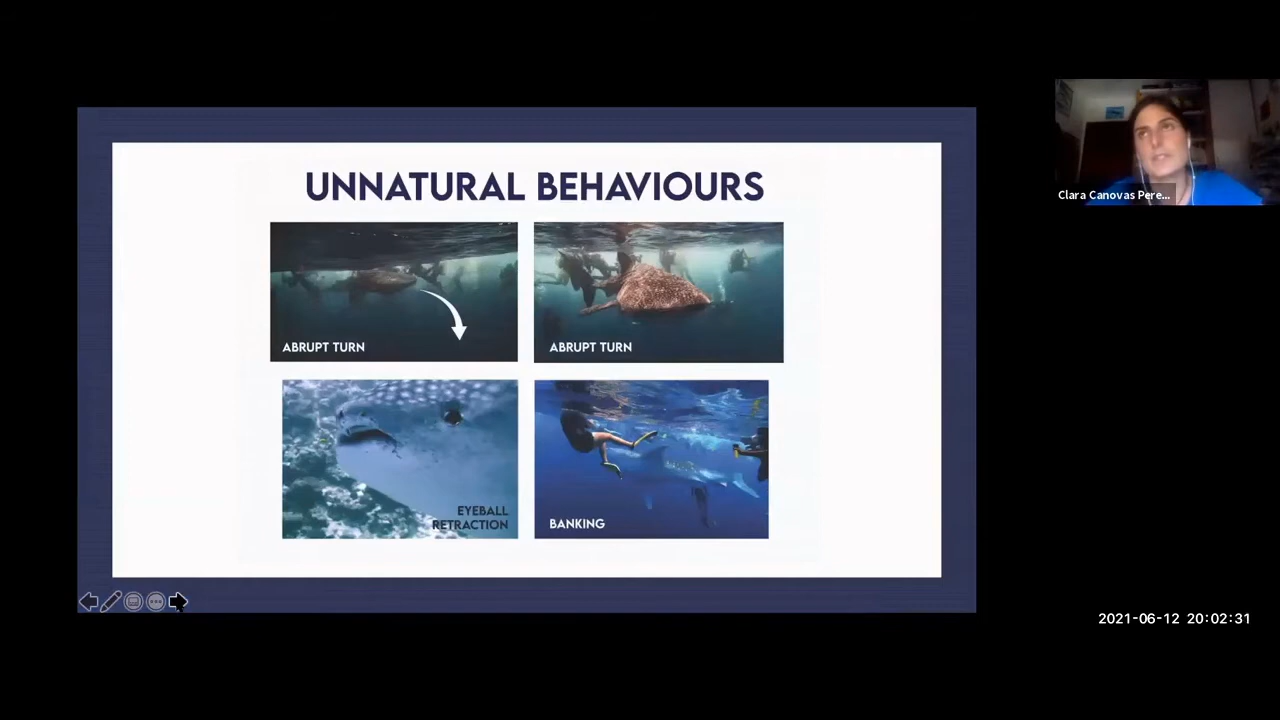 UNNATURAL BEHAVIOURS
ABRUPT TURN
ABRUPT TURN
EYEBALL
RETRACTION
BANKING
Clara Canovas Pere...
2021-06-12 20:02:31